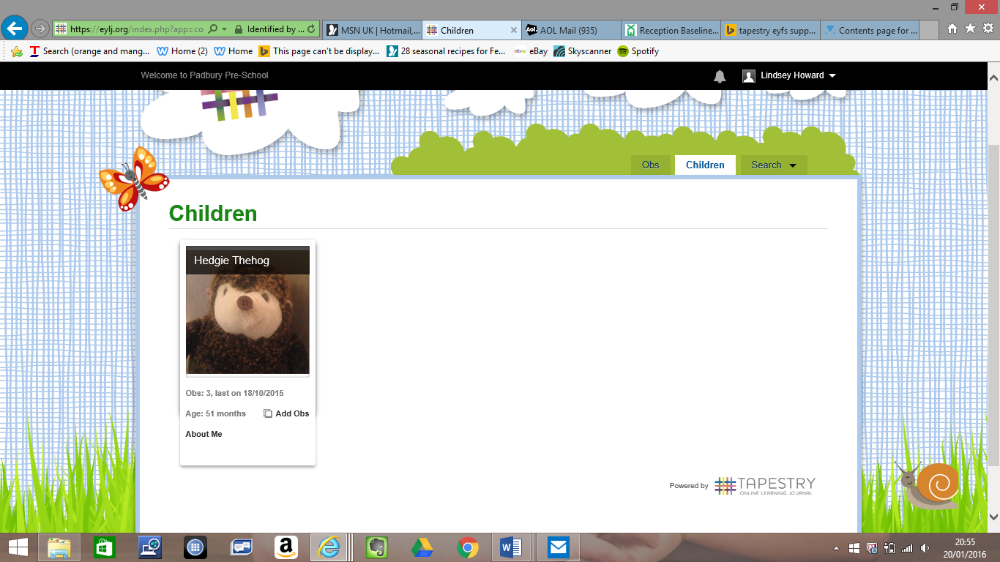 https://eylj.org/index.php?app=co
Identified by ...
MSN UK | Hotmail,...
Children
AOL Mail (935)
Reception Baseline...
tapestry eyfs supp...
Contents page for ...
Search (orange and mang...
Home (2)
Home
This page can't be display...
28 seasonal recipes for Fe...
eBay
Skyscanner
Spotify
Welcome to Padbury Pre-School
Lindsey Howard
Obs
Children
Search
Children
Hedgie Thehog
Obs: 3, last on 18/10/2015
Age: 51 months
Add Obs
About Me
Powered by
TAPESTRY
ONLINE LEARNING JOURNAL
20:55
20/01/2016